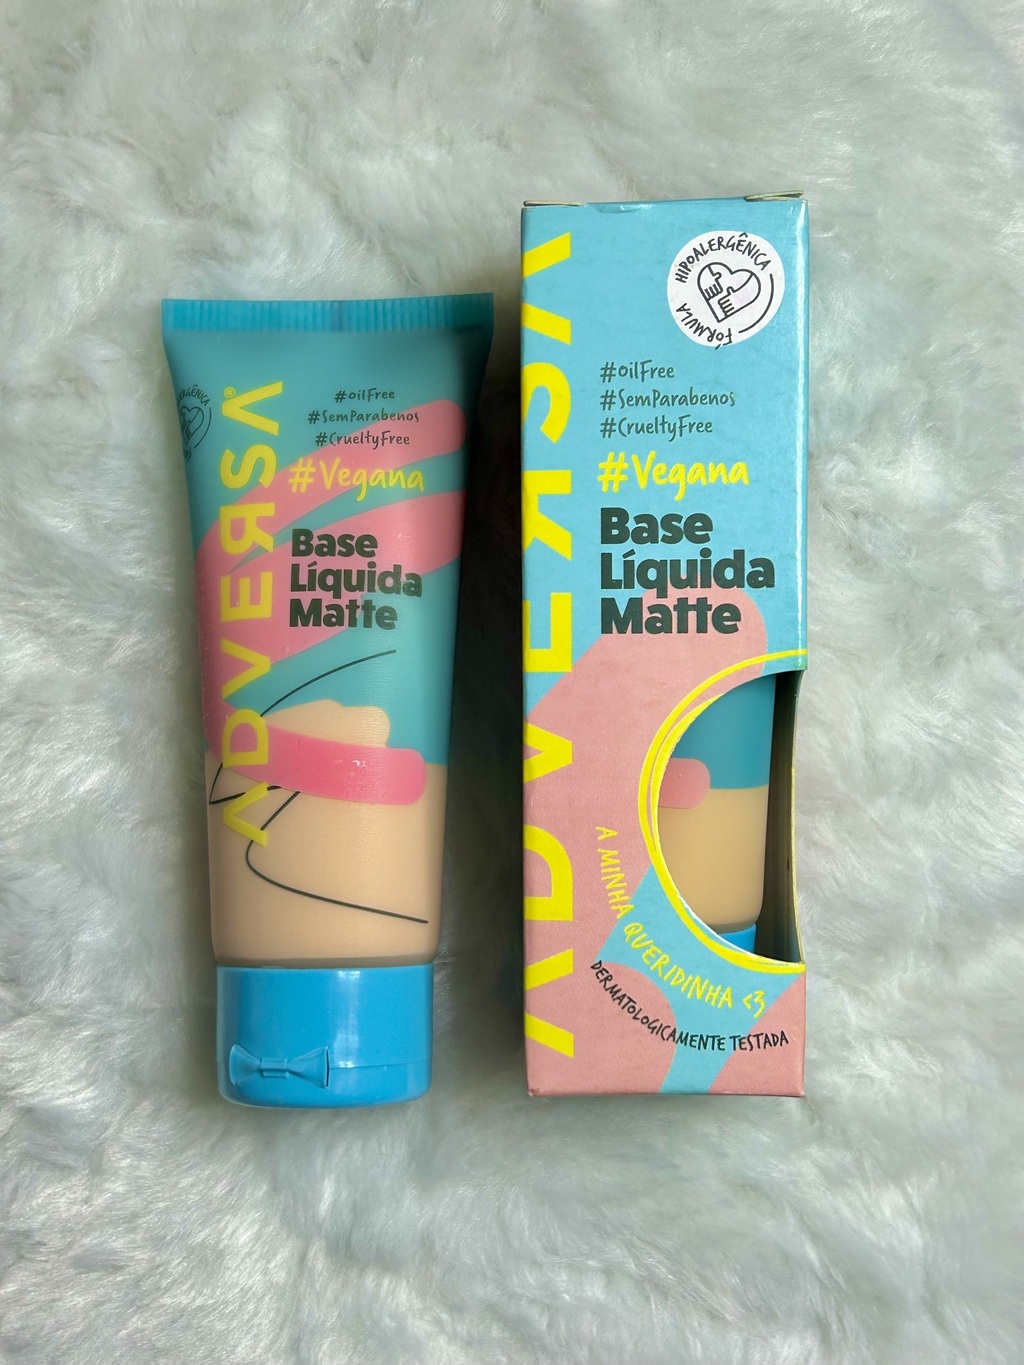 ERGÊNICA
ADVERSA®
#oilFree
#SemParabenos
#CrueltyFree
#Vegana
Base
Líquida
Matte
ADVERSA
FÓRMULA HIPOALERGÊNICA
#oilFree
#SemParabenos
#CrueltyFree
#Vegana
Base
Líquida
Matte
A MINHA QUERIDINHA <3
DERMATOLOGICAMENTE TESTADA